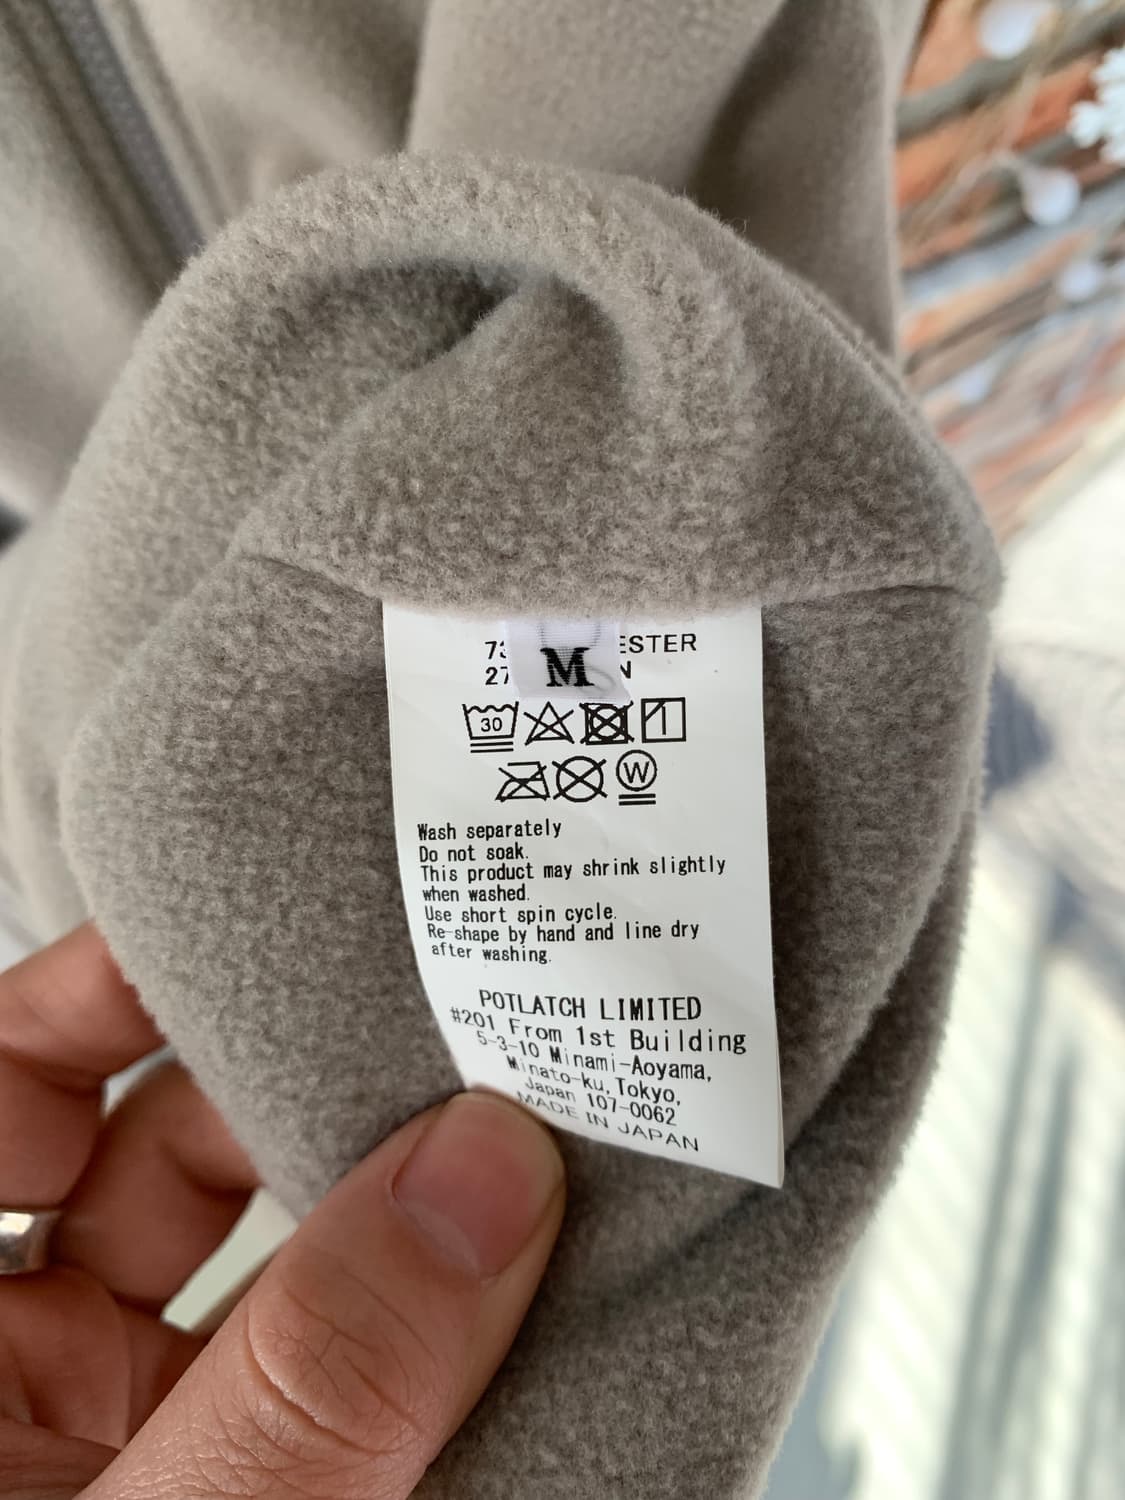 ESTER
M
30
W
Wash separately
Do not soak.
This product may shrink slightly
when washed.
Use short spin cycle.
Re-shape by hand and line dry
after washing.
POTLATCH LIMITED
#201 From 1st Building
5-3-10 Minami-Aoyama,
Minato-ku, Tokyo,
Japan 107-0062
MADE IN JAPAN